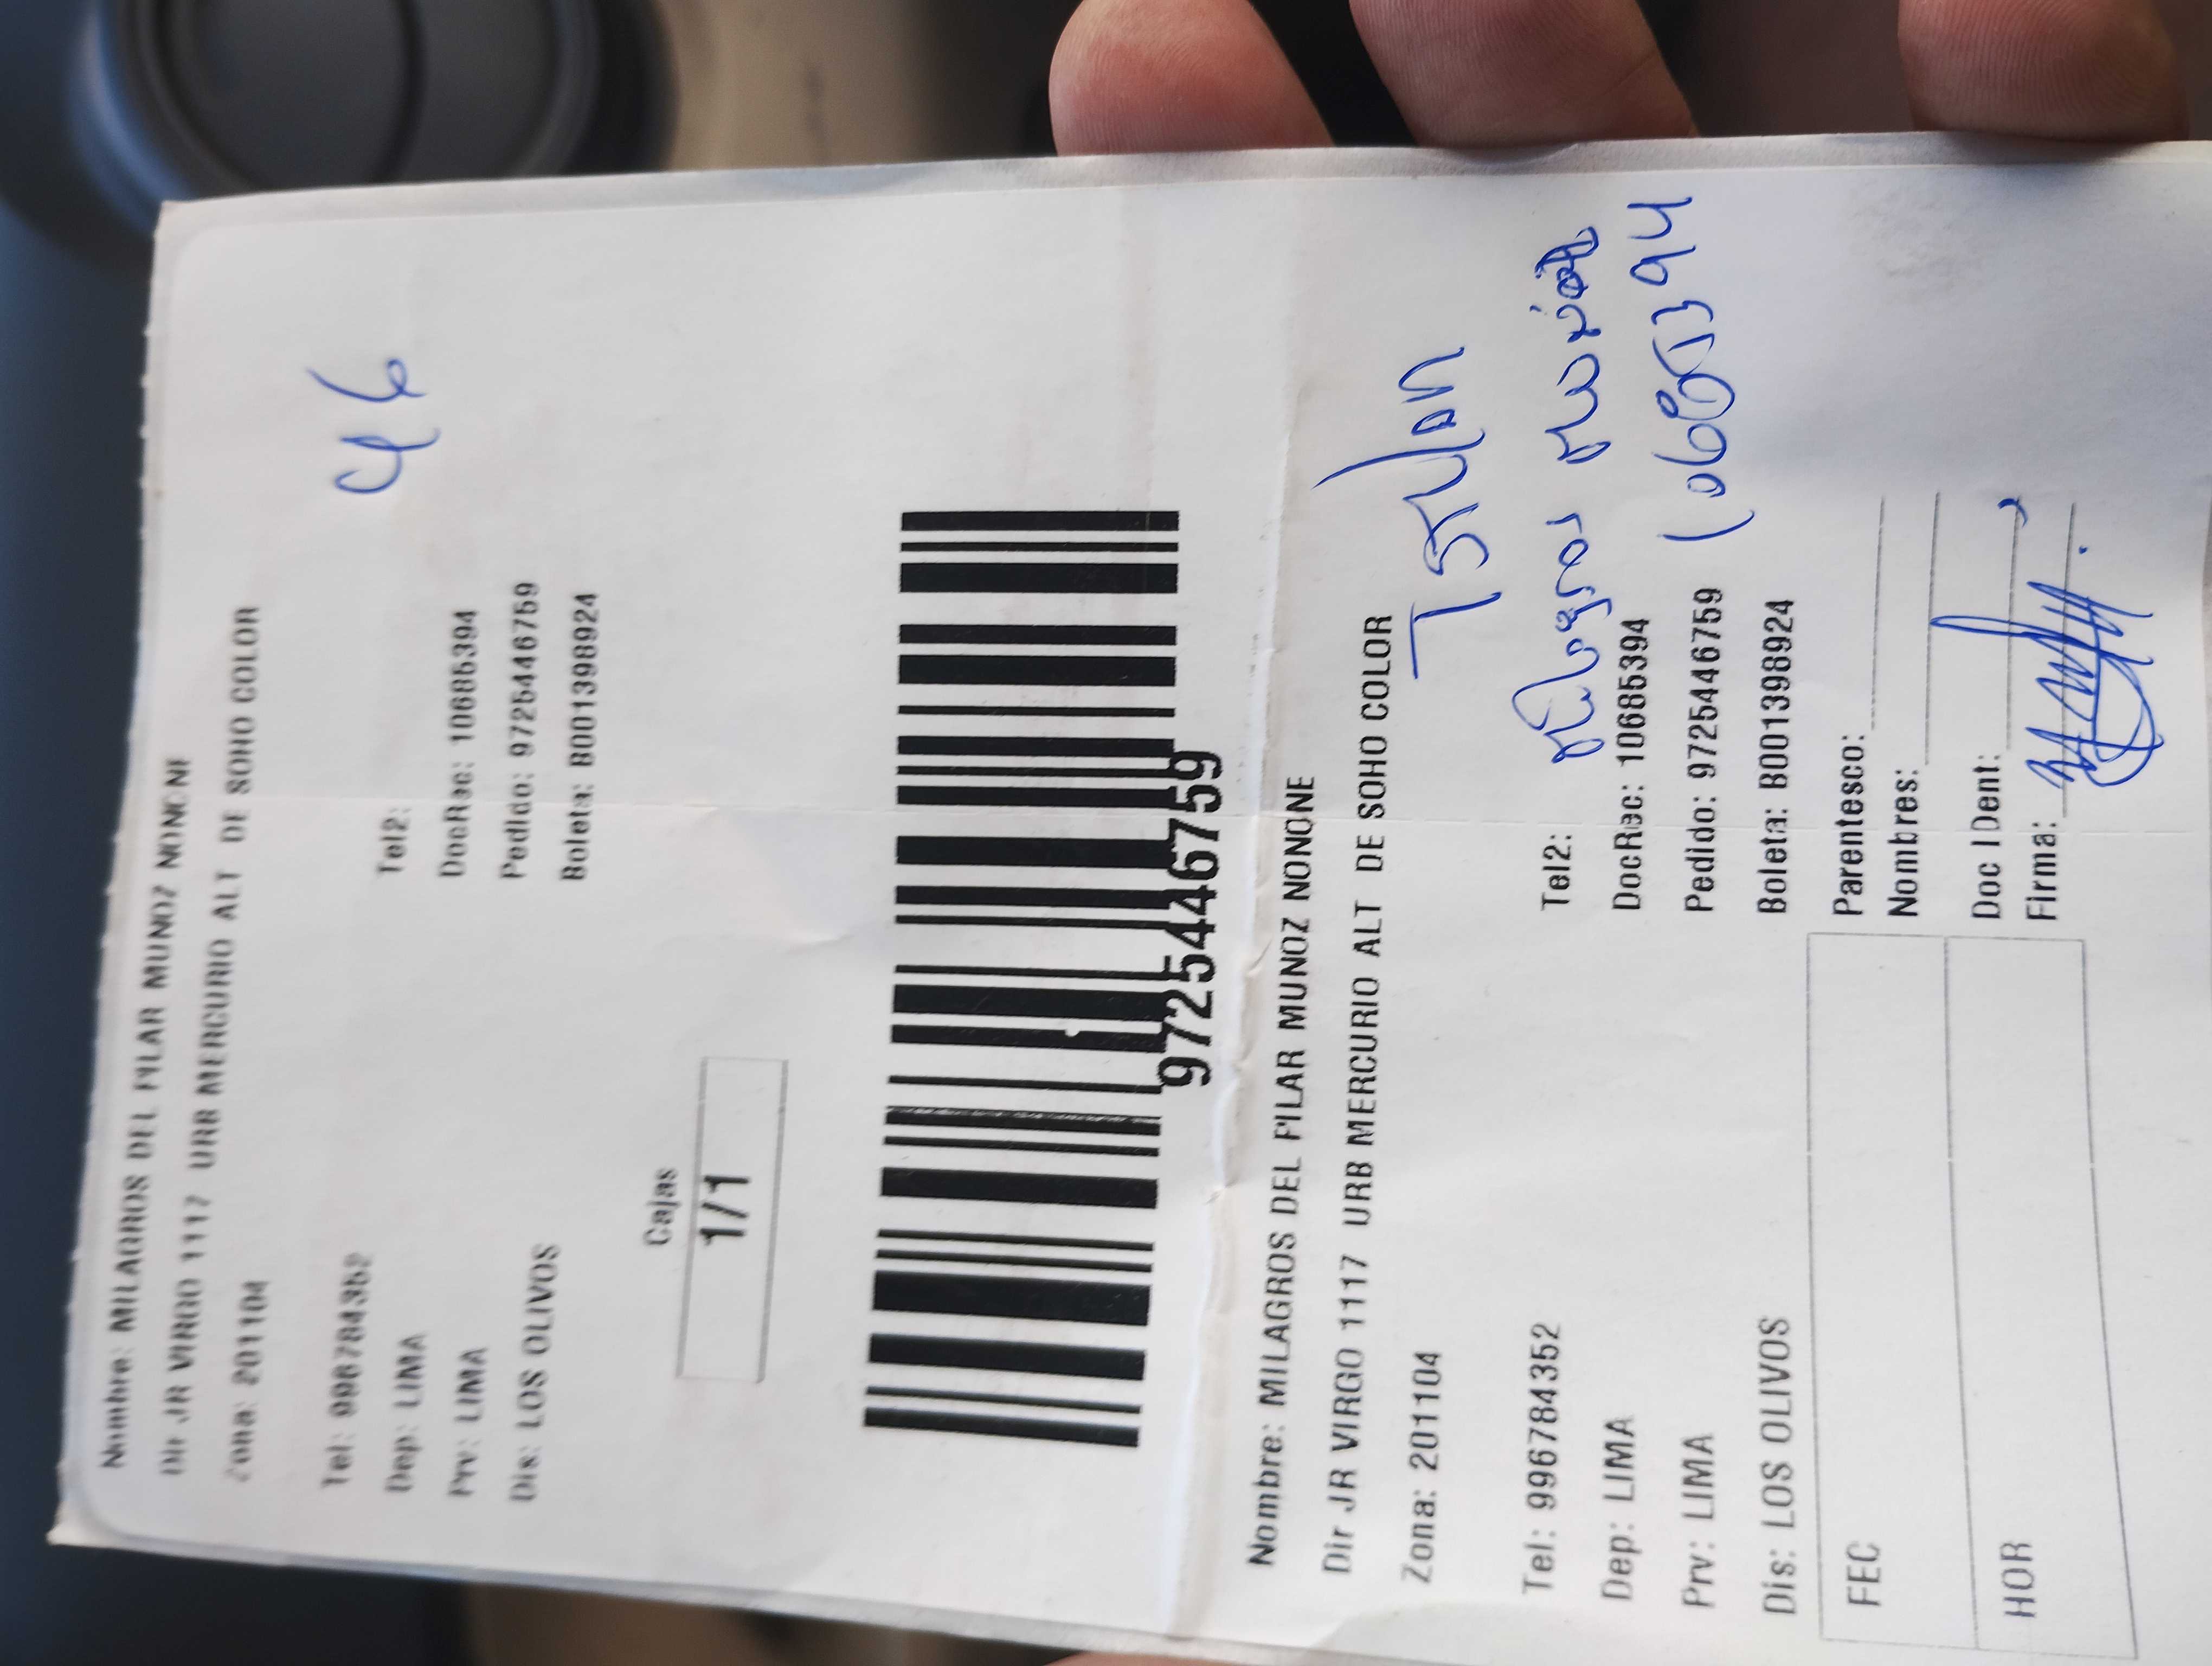 Nombre: MILAGROS DEL PILAR MUNOZ NONONE
Dir JR VIRGO 1117 URB MERCURIO ALT DE SOHO COLOR
Zona: 201104
46
Tel: 996784352 Tel2:
Dep: LIMA DocRec: 10685394
Prv: LIMA Pedido: 9725446759
Dis: LOS OLIVOS Boleta: B001398924
Cajas
1/1
9725446759
Nombre: MILAGROS DEL PILAR MUNOZ NONONE
Dir JR VIRGO 1117 URB MERCURIO ALT DE SOHO COLOR
Zona: 201104
Tel: 996784352 Tel2:
Milagros Muñoz
Dep: LIMA DocRec: 10685394
10685394
Prv: LIMA Pedido: 9725446759
Dis: LOS OLIVOS Boleta: B001398924
FEC
Parentesco:
Nombres:
HOR
Doc IDent:
Firma: